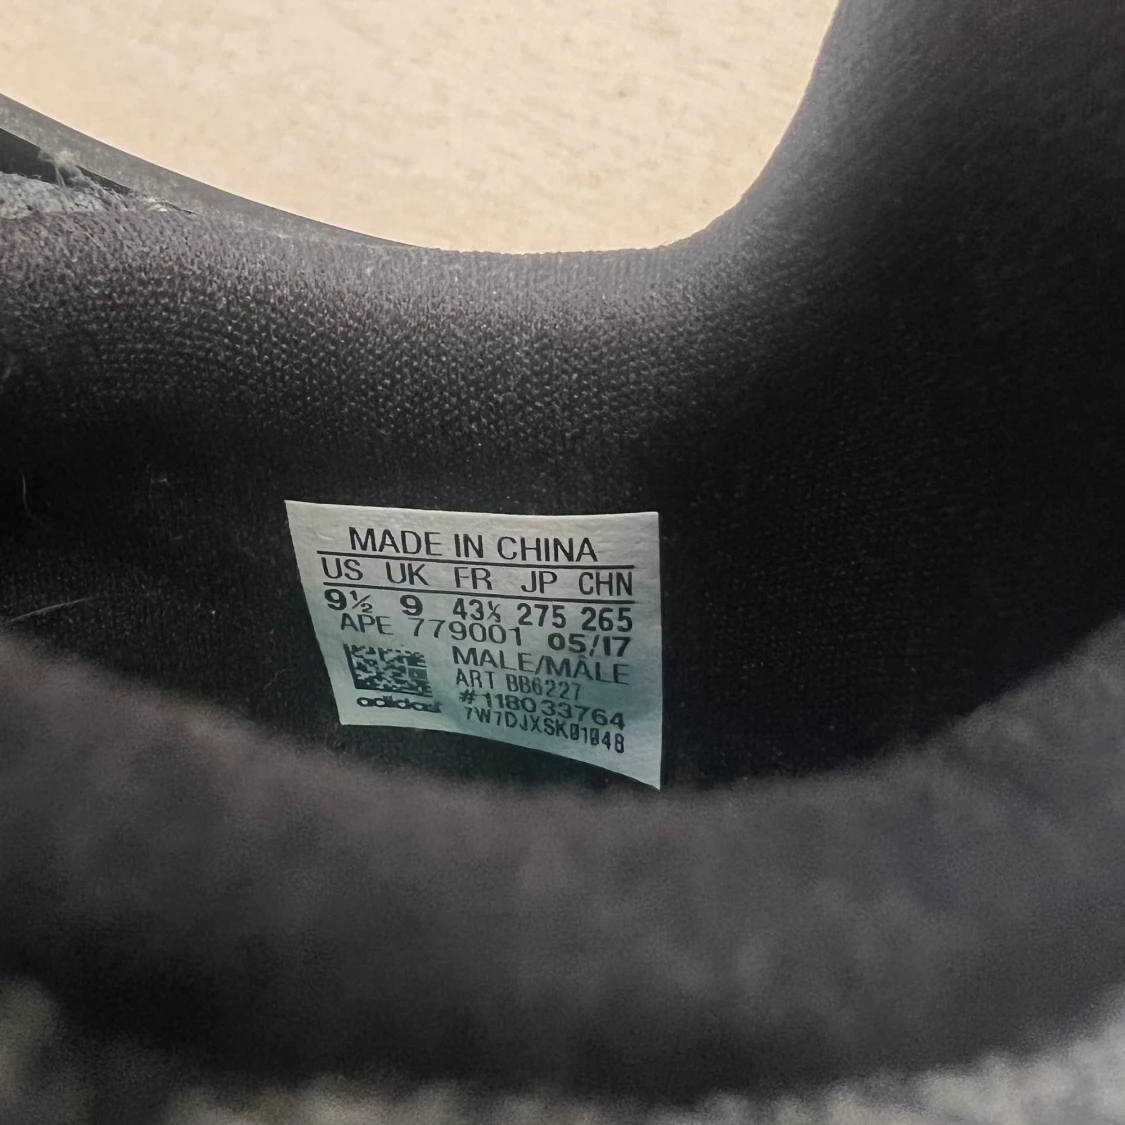 MADE IN CHINA
US UK FR JP CHN
9½ 9 43⅓ 275 265
APE 779001 05/17
MALE/MÂLE
ART BB6227
#118033764
7W7DJXSK01048
adidas